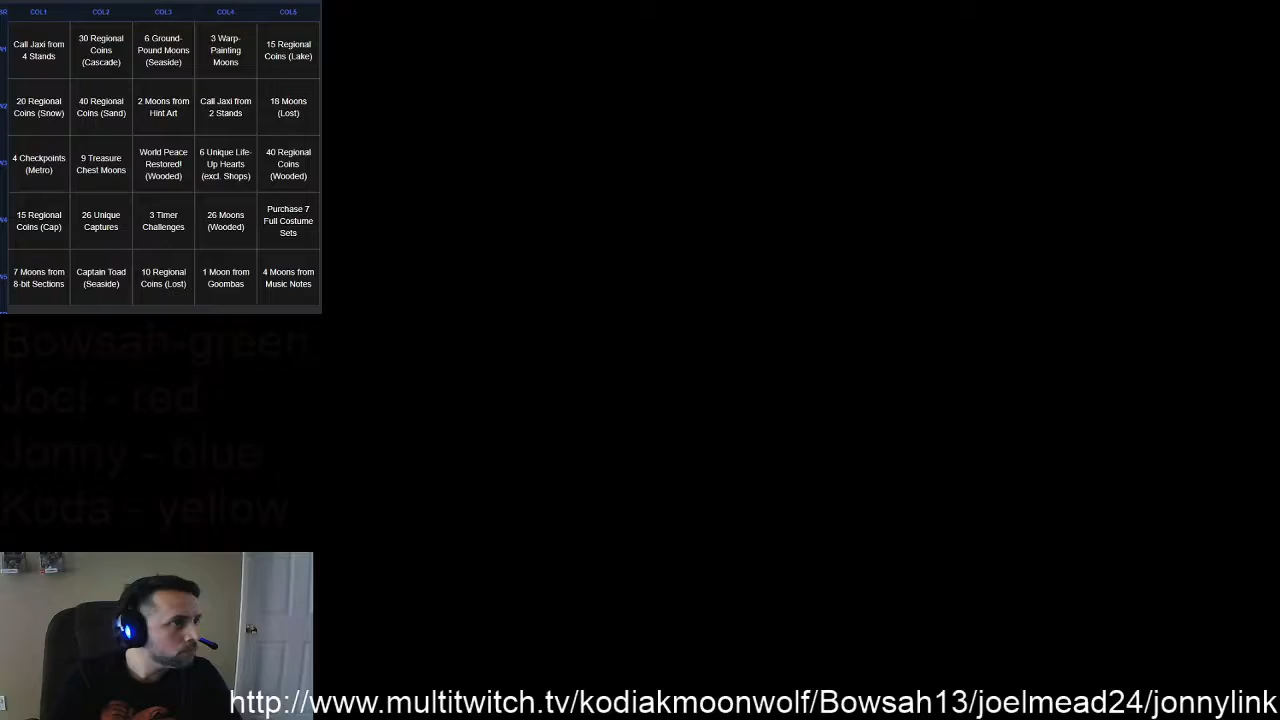 COL1 COL2 COL3 COL4 COL5
Call Jaxi from
4 Stands
30 Regional
Coins
(Cascade)
6 Ground-
Pound Moons
(Seaside)
3 Warp-
Painting
Moons
15 Regional
Coins (Lake)
20 Regional
Coins (Snow)
40 Regional
Coins (Sand)
2 Moons from
Hint Art
Call Jaxi from
2 Stands
18 Moons
(Lost)
4 Checkpoints
(Metro)
9 Treasure
Chest Moons
World Peace
Restored!
(Wooded)
6 Unique Life-
Up Hearts
(excl. Shops)
40 Regional
Coins
(Wooded)
15 Regional
Coins (Cap)
26 Unique
Captures
3 Timer
Challenges
26 Moons
(Wooded)
Purchase 7
Full Costume
Sets
7 Moons from
8-bit Sections
Captain Toad
(Seaside)
10 Regional
Coins (Lost)
1 Moon from
Goombas
4 Moons from
Music Notes
Bowsah-green
Joel - red
Jonny - blue
Koda - yellow
http://www.multitwitch.tv/kodiakmoonwolf/Bowsah13/joelmead24/jonnylink